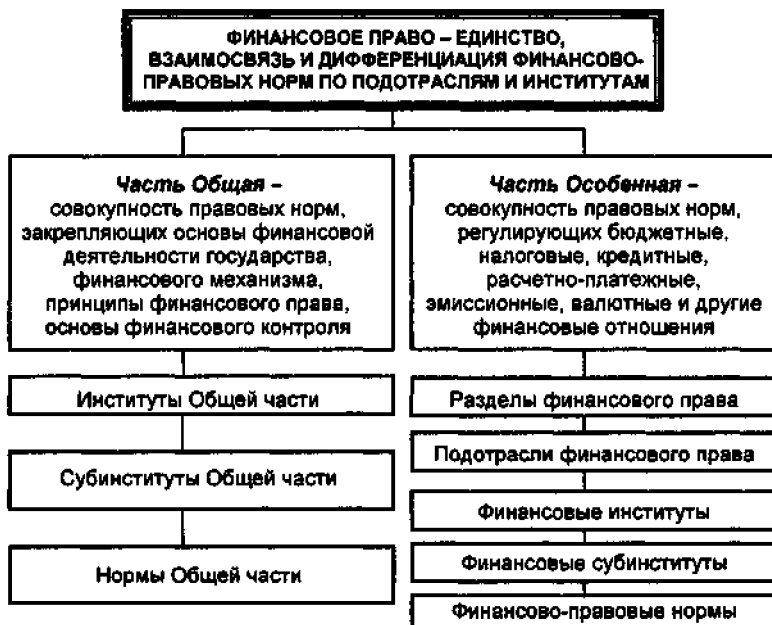 ФИНАНСОВОЕ ПРАВО – ЕДИНСТВО,
ВЗАИМОСВЯЗЬ И ДИФФЕРЕНЦИАЦИЯ ФИНАНСОВО-
ПРАВОВЫХ НОРМ ПО ПОДОТРАСЛЯМ И ИНСТИТУТАМ
Часть Общая –
совокупность правовых норм,
закрепляющих основы финансовой
деятельности государства,
финансового механизма,
принципы финансового права,
основы финансового контроля
Институты Общей части
Субинституты Общей части
Нормы Общей части
Часть Особенная –
совокупность правовых норм,
регулирующих бюджетные,
налоговые, кредитные,
расчетно-платежные,
эмиссионные, валютные и другие
финансовые отношения
Разделы финансового права
Подотрасли финансового права
Финансовые институты
Финансовые субинституты
Финансово-правовые нормы